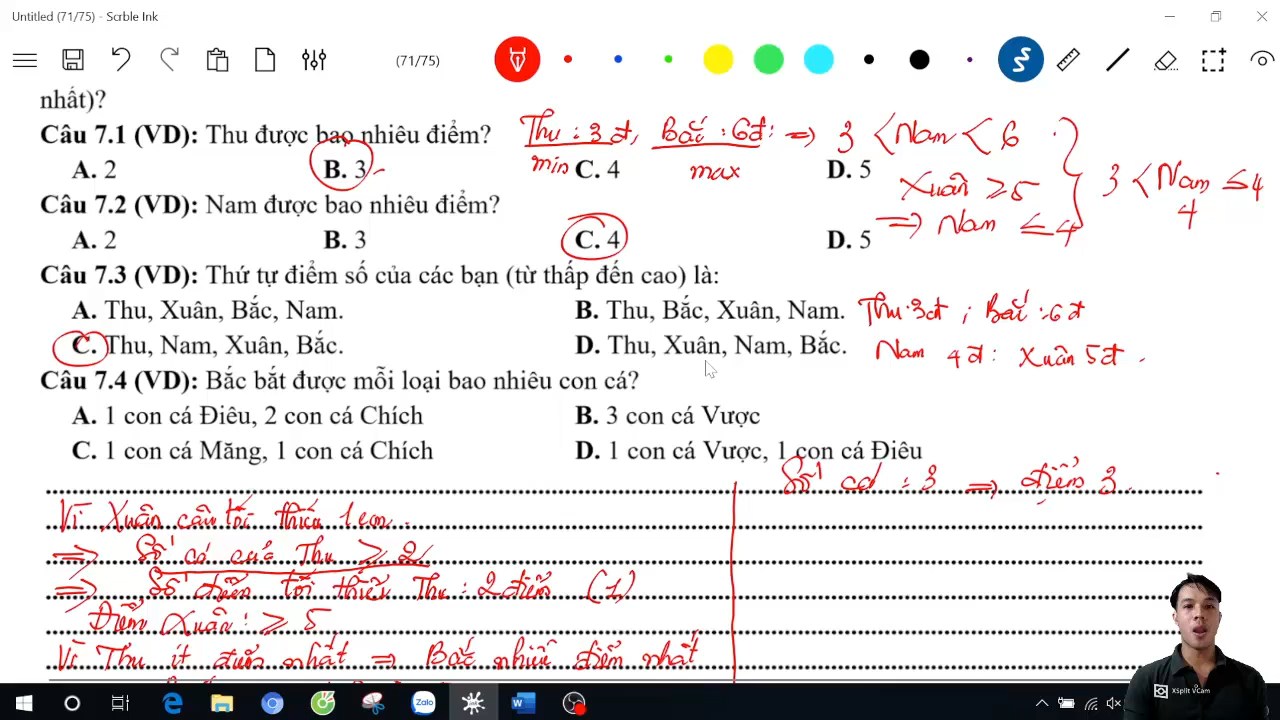 Untitled (71/75) - Scrble Ink
(71/75)
nhất)?
Câu 7.1 (VD): Thu được bao nhiêu điểm?
Thu : 3 đ, Bắc : 6đ: => 3 < Nam < 6
min
max
A. 2 B. 3 C. 4 D. 5
Xuân ≥ 5
3 < Nam ≤ 4
4
Câu 7.2 (VD): Nam được bao nhiêu điểm?
=> Nam ≤ 4
A. 2 B. 3 C. 4 D. 5
Câu 7.3 (VD): Thứ tự điểm số của các bạn (từ thấp đến cao) là:
A. Thu, Xuân, Bắc, Nam. B. Thu, Bắc, Xuân, Nam.
Thu: 3đ ; Bắc : 6 đ
C. Thu, Nam, Xuân, Bắc. D. Thu, Xuân, Nam, Bắc.
Nam 4đ: Xuân 5đ.
Câu 7.4 (VD): Bắc bắt được mỗi loại bao nhiêu con cá?
A. 1 con cá Điêu, 2 con cá Chích B. 3 con cá Vược
C. 1 con cá Măng, 1 con cá Chích D. 1 con cá Vược, 1 con cá Điêu
Số cá : 3 => điểm 3.
Vì Xuân câu tối thiểu 1 con.
=> Số cá của Thu ≥ 2
=> Số điểm tối thiểu Thu : 2 điểm (1)
Điểm Xuân: ≥ 5
Vì Thu ít điểm nhất => Bắc nhiều điểm nhất
Zalo
XSplit VCam